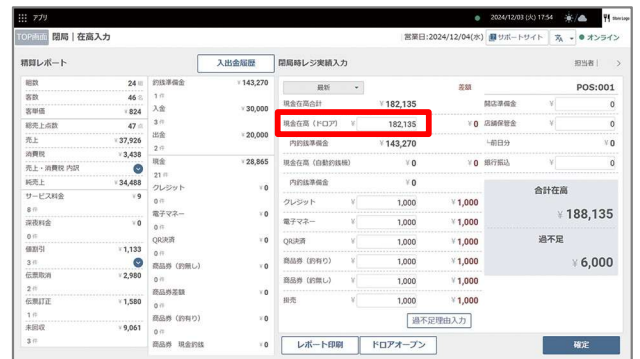 アプリ
2024/12/03 (火) 17:54
Store Logo
TOP画面 閉局 | 在高入力
営業日:2024/12/04(水)
サポートサイト
オンライン
精算レポート
入出金履歴
閉局時レジ実績入力
担当者
組数 24 組
客数 46 名
客単価 ¥ 824
総売上点数 47 点
売上 ¥ 37,926
消費税 ¥ 3,438
売上・消費税 内訳
純売上 ¥ 34,488
サービス料金 ¥ 9
8 件
深夜料金 ¥ 0
0 件
値割引 ¥ 1,133
3 件
伝票取消 ¥ 2,980
2 件
伝票訂正 ¥ 1,580
1 件
未回収 ¥ 9,061
3 件
釣銭準備金 ¥ 143,270
1 件
入金 ¥ 30,000
3 件
出金 ¥ 20,000
2 件
現金 ¥ 28,865
21 件
クレジット ¥ 0
0 件
電子マネー ¥ 0
0 件
QR決済 ¥ 0
0 件
商品券（釣無し） ¥ 0
0 件
商品券差額 ¥ 0
0 件
商品券（釣有り） ¥ 0
0 件
商品券 現金釣銭 ¥ 0
最新
差額
現金在高合計 ¥ 182,135
現金在高（ドロア） ¥ 182,135 ¥ 0
内釣銭準備金 ¥ 143,270
現金在高（自動釣銭機） ¥ 0 ¥ 0
内釣銭準備金 ¥ 0
クレジット ¥ 1,000 ¥ 1,000
電子マネー ¥ 1,000 ¥ 1,000
QR決済 ¥ 1,000 ¥ 1,000
商品券（釣有り） ¥ 1,000 ¥ 1,000
商品券（釣無し） ¥ 1,000 ¥ 1,000
掛売 ¥ 1,000 ¥ 1,000
過不足理由入力
POS:001
開店準備金 ¥ 0
店舗保管金 ¥ 0
└前日分 ¥ 0
銀行振込 ¥ 0
合計在高
¥ 188,135
過不足
¥ 6,000
レポート印刷
ドロアオープン
確定